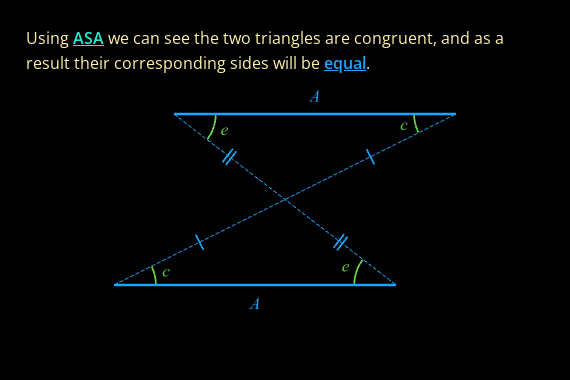 Using ASA we can see the two triangles are congruent, and as a
result their corresponding sides will be equal.
A
e
c
c
e
A